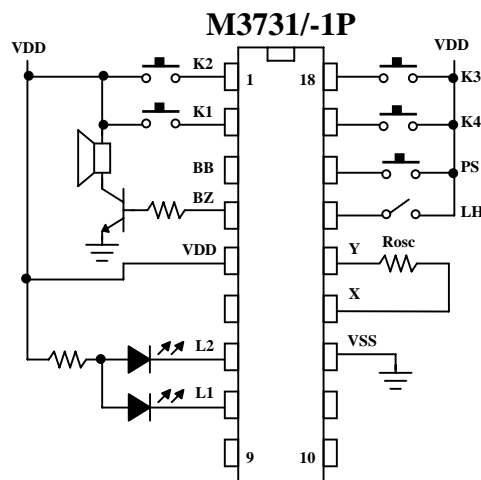 M3731/-1P
VDD
VDD
K2
1
18
K3
K1
K4
BB
PS
BZ
LH
VDD
Y
Rosc
X
L2
VSS
L1
9
10